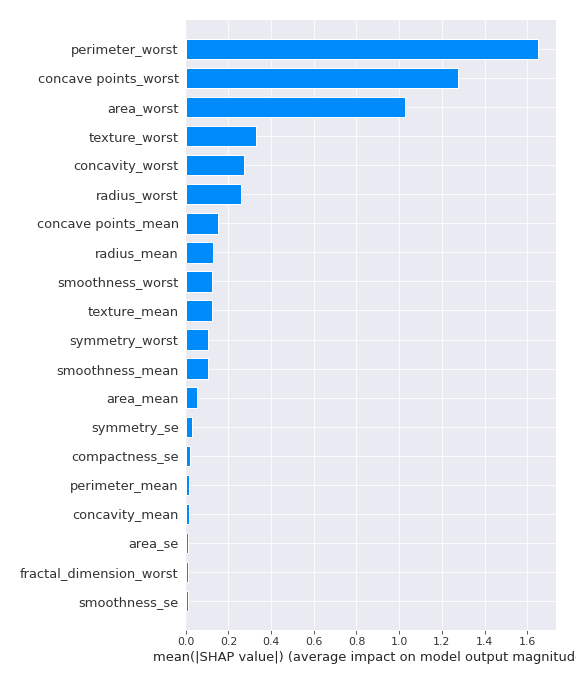 perimeter_worst
concave points_worst
area_worst
texture_worst
concavity_worst
radius_worst
concave points_mean
radius_mean
smoothness_worst
texture_mean
symmetry_worst
smoothness_mean
area_mean
symmetry_se
compactness_se
perimeter_mean
concavity_mean
area_se
fractal_dimension_worst
smoothness_se
0.0 0.2 0.4 0.6 0.8 1.0 1.2 1.4 1.6
mean(|SHAP value|) (average impact on model output magnitud